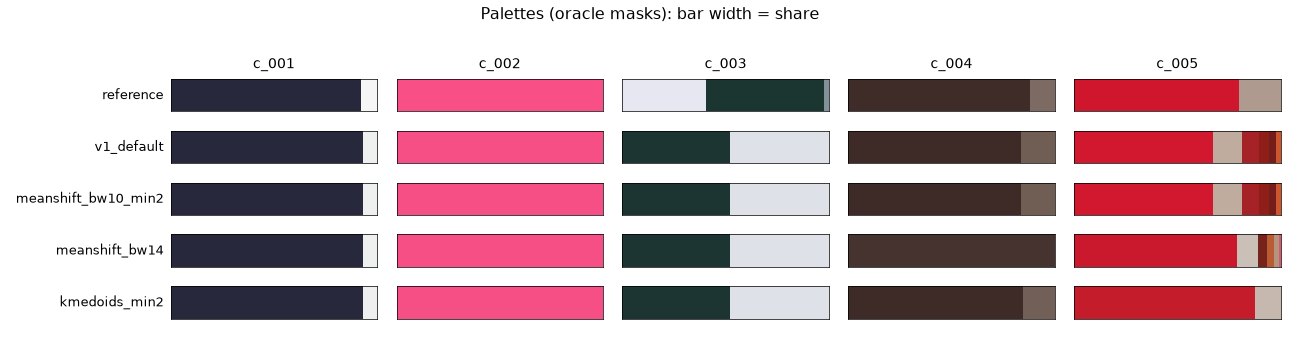 Palettes (oracle masks): bar width = share
c_001 c_002 c_003 c_004 c_005
reference
v1_default
meanshift_bw10_min2
meanshift_bw14
kmedoids_min2